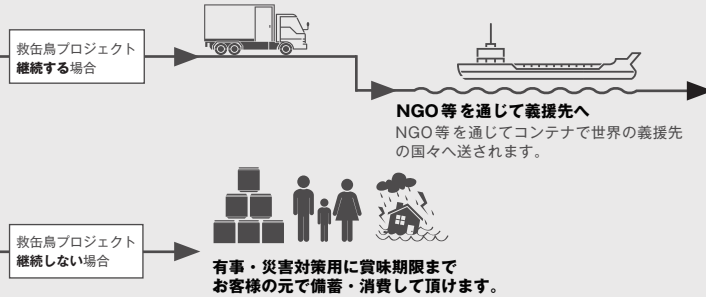 救缶鳥プロジェクト
継続する場合
NGO等を通じて義援先へ
NGO等を通じてコンテナで世界の義援先
の国々へ送されます。
救缶鳥プロジェクト
継続しない場合
有事・災害対策用に賞味期限まで
お客様の元で備蓄・消費して頂けます。